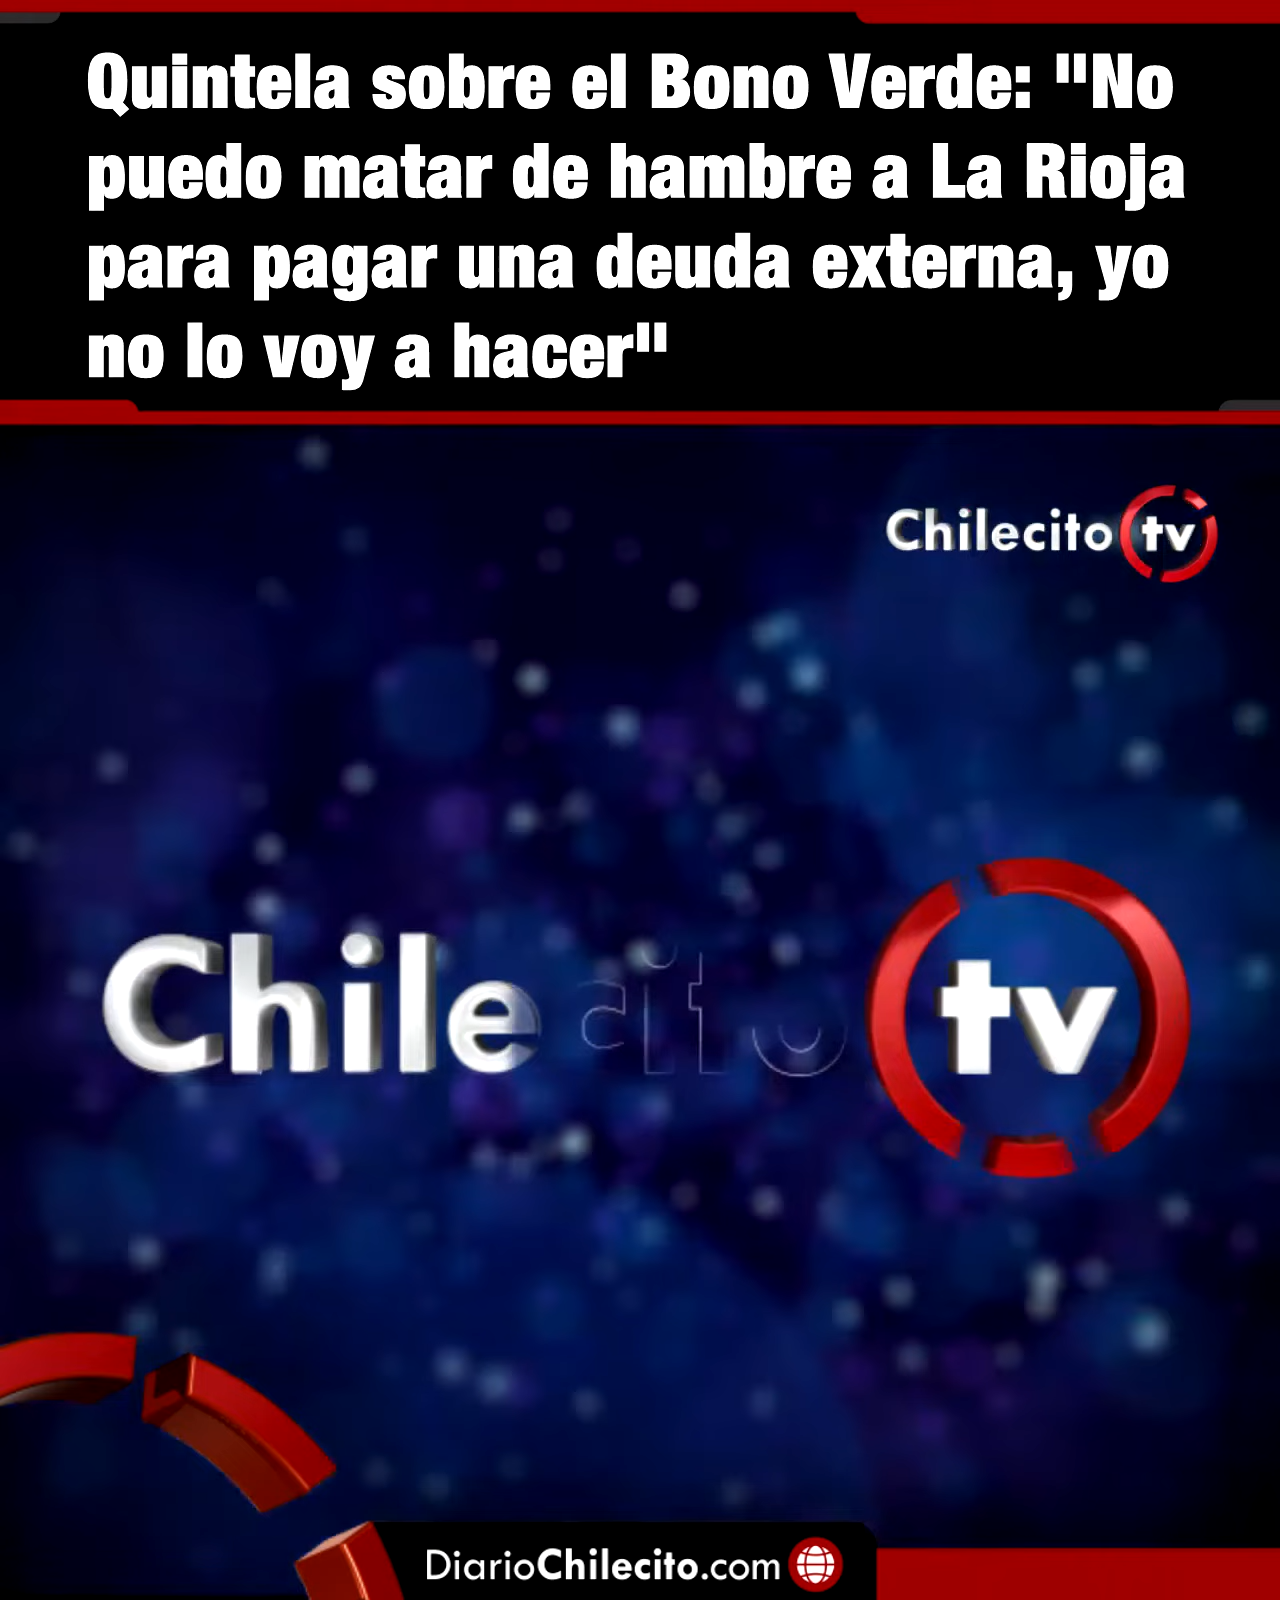 Quintela sobre el Bono Verde: "No
puedo matar de hambre a La Rioja
para pagar una deuda externa, yo
no lo voy a hacer"
Chilecito tv
Chilecito tv
DiarioChilecito.com